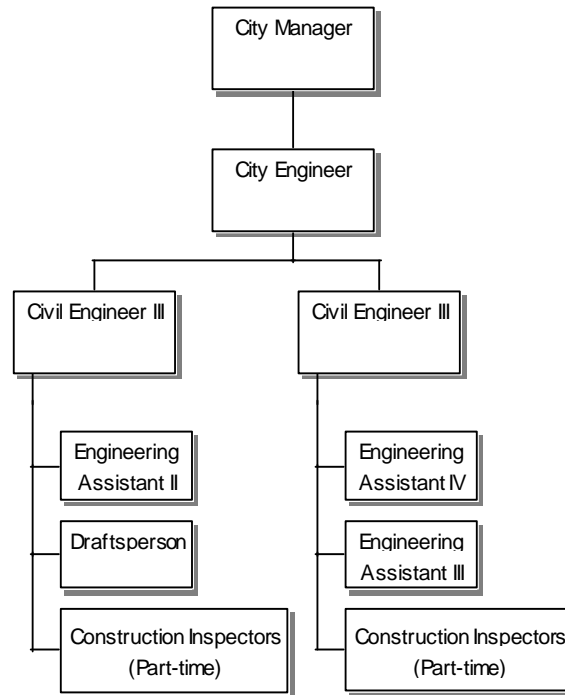 City Manager
City Engineer
Civil Engineer III
Civil Engineer III
Engineering
Assistant II
Draftsperson
Construction Inspectors
(Part-time)
Engineering
Assistant IV
Engineering
Assistant III
Construction Inspectors
(Part-time)